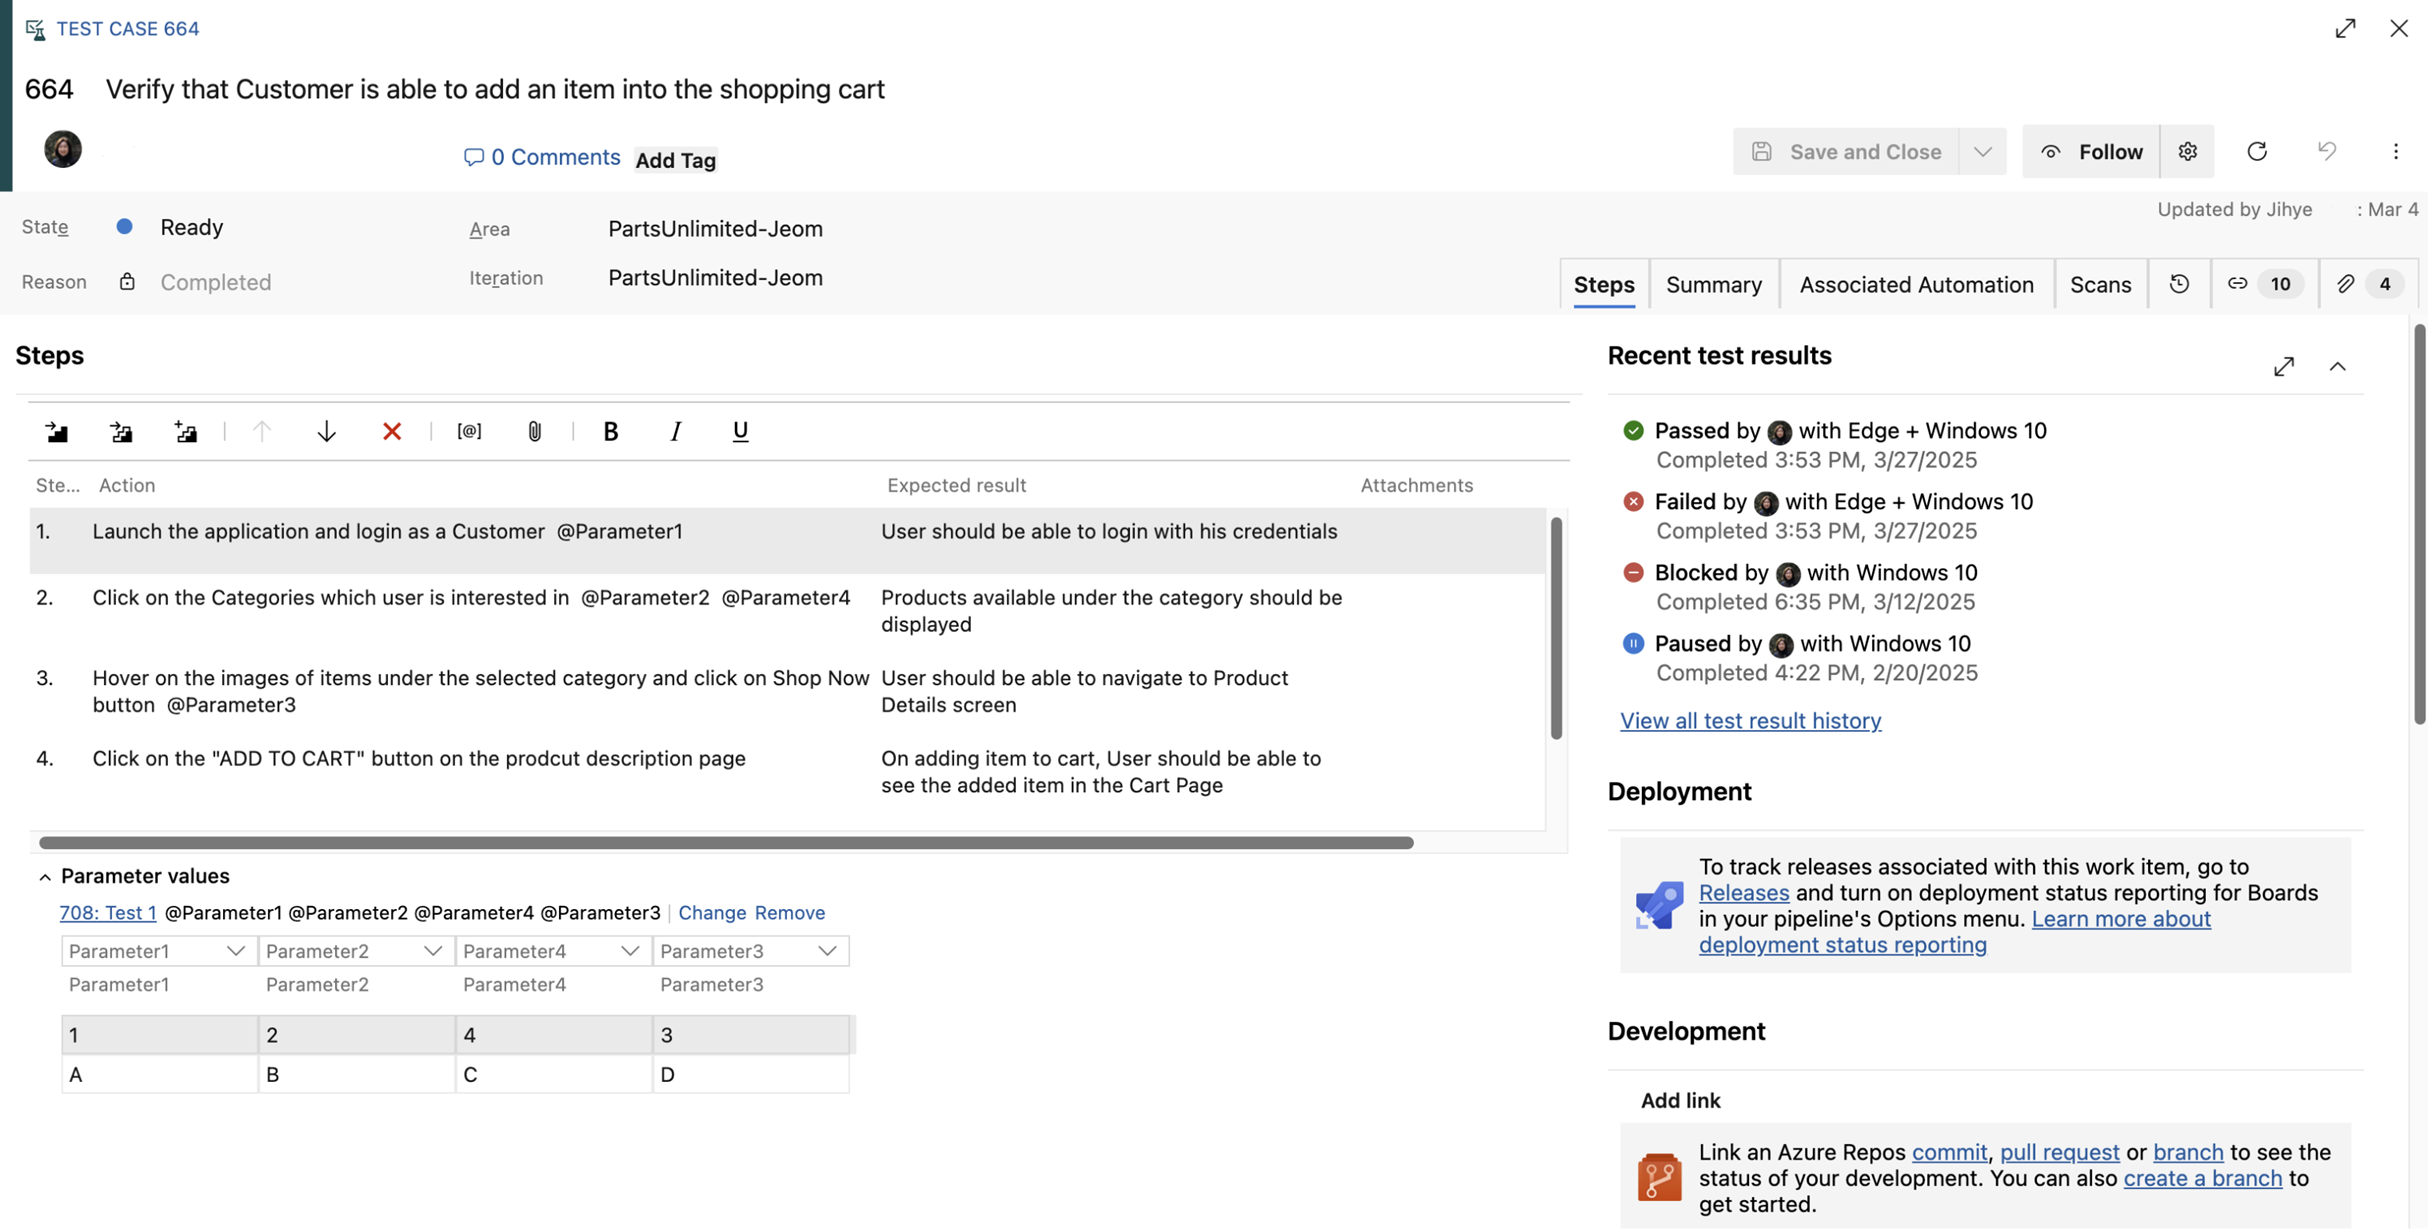 TEST CASE 664
664 Verify that Customer is able to add an item into the shopping cart
0 Comments Add Tag
Save and Close Follow
State Ready Area PartsUnlimited-Jeom
Updated by Jihye : Mar 4
Reason Completed Iteration PartsUnlimited-Jeom
Steps Summary Associated Automation Scans 10 4
Steps
[@] B I U
Ste... Action Expected result Attachments
1. Launch the application and login as a Customer @Parameter1 User should be able to login with his credentials
2. Click on the Categories which user is interested in @Parameter2 @Parameter4 Products available under the category should be
displayed
3. Hover on the images of items under the selected category and click on Shop Now User should be able to navigate to Product
button @Parameter3 Details screen
4. Click on the "ADD TO CART" button on the prodcut description page On adding item to cart, User should be able to
see the added item in the Cart Page
Parameter values
708: Test 1 @Parameter1 @Parameter2 @Parameter4 @Parameter3 Change Remove
Parameter1 Parameter2 Parameter4 Parameter3
Parameter1 Parameter2 Parameter4 Parameter3
1 2 4 3
A B C D
Recent test results
Passed by with Edge + Windows 10
Completed 3:53 PM, 3/27/2025
Failed by with Edge + Windows 10
Completed 3:53 PM, 3/27/2025
Blocked by with Windows 10
Completed 6:35 PM, 3/12/2025
Paused by with Windows 10
Completed 4:22 PM, 2/20/2025
View all test result history
Deployment
To track releases associated with this work item, go to
Releases and turn on deployment status reporting for Boards
in your pipeline's Options menu. Learn more about
deployment status reporting
Development
Add link
Link an Azure Repos commit, pull request or branch to see the
status of your development. You can also create a branch to
get started.